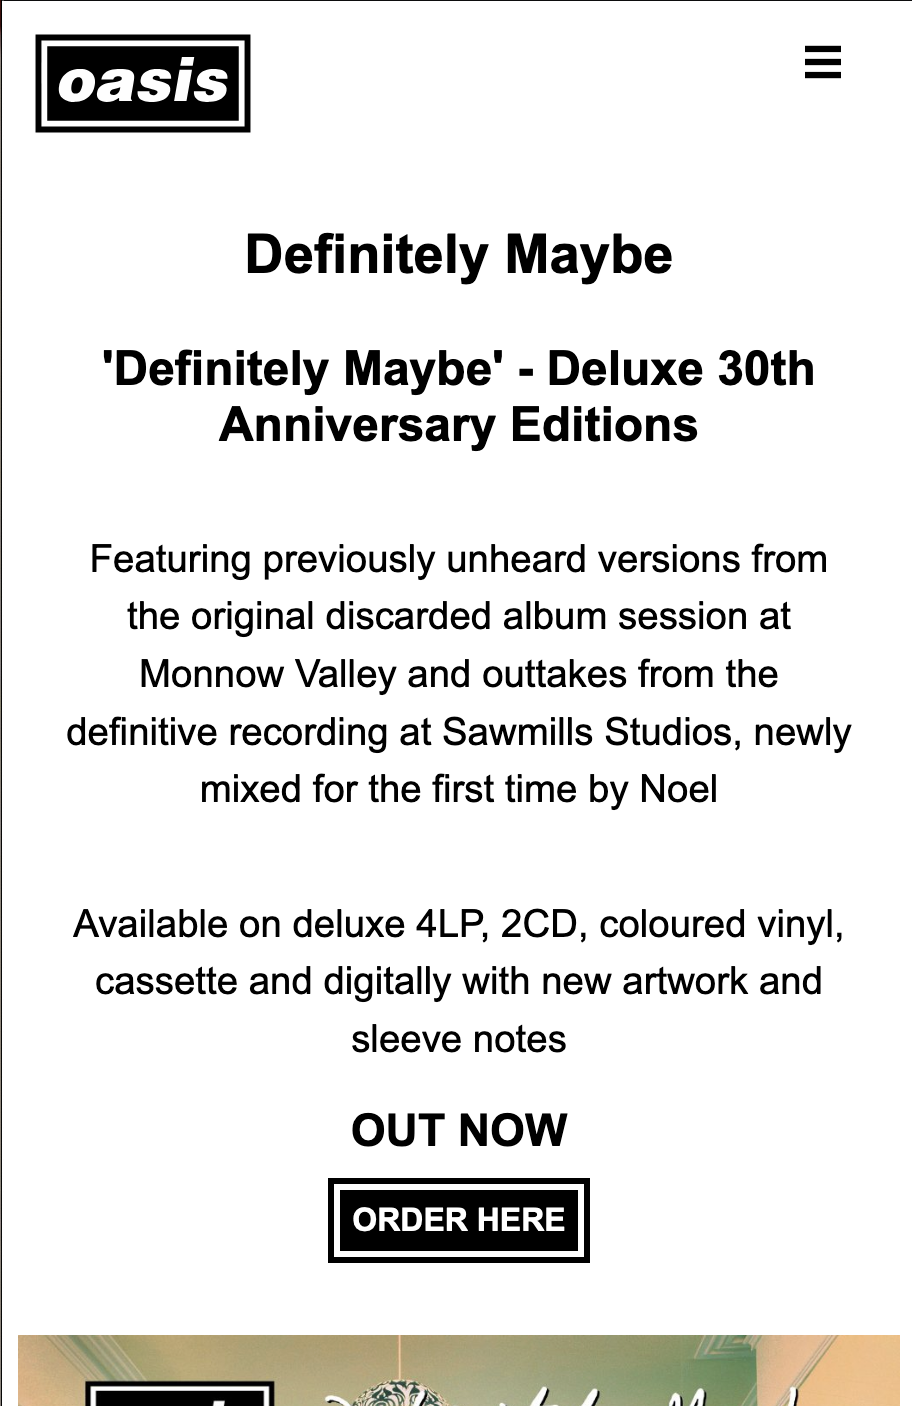 oasis
Definitely Maybe
'Definitely Maybe' - Deluxe 30th
Anniversary Editions
Featuring previously unheard versions from
the original discarded album session at
Monnow Valley and outtakes from the
definitive recording at Sawmills Studios, newly
mixed for the first time by Noel
Available on deluxe 4LP, 2CD, coloured vinyl,
cassette and digitally with new artwork and
sleeve notes
OUT NOW
ORDER HERE